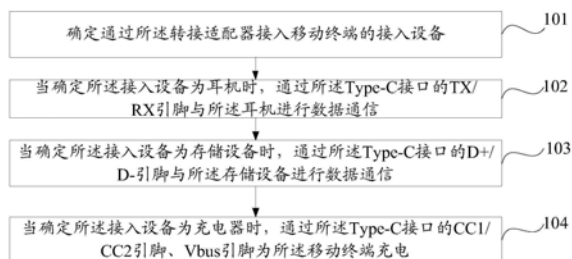 确定通过所述转接适配器接入移动终端的接入设备
101
当确定所述接入设备为耳机时，通过所述Type-C接口的TX/
RX引脚与所述耳机进行数据通信
102
当确定所述接入设备为存储设备时，通过所述Type-C接口的D+/
D-引脚与所述存储设备进行数据通信
103
当确定所述接入设备为充电器时，通过所述Type-C接口的CC1/
CC2引脚、Vbus引脚为所述移动终端充电
104